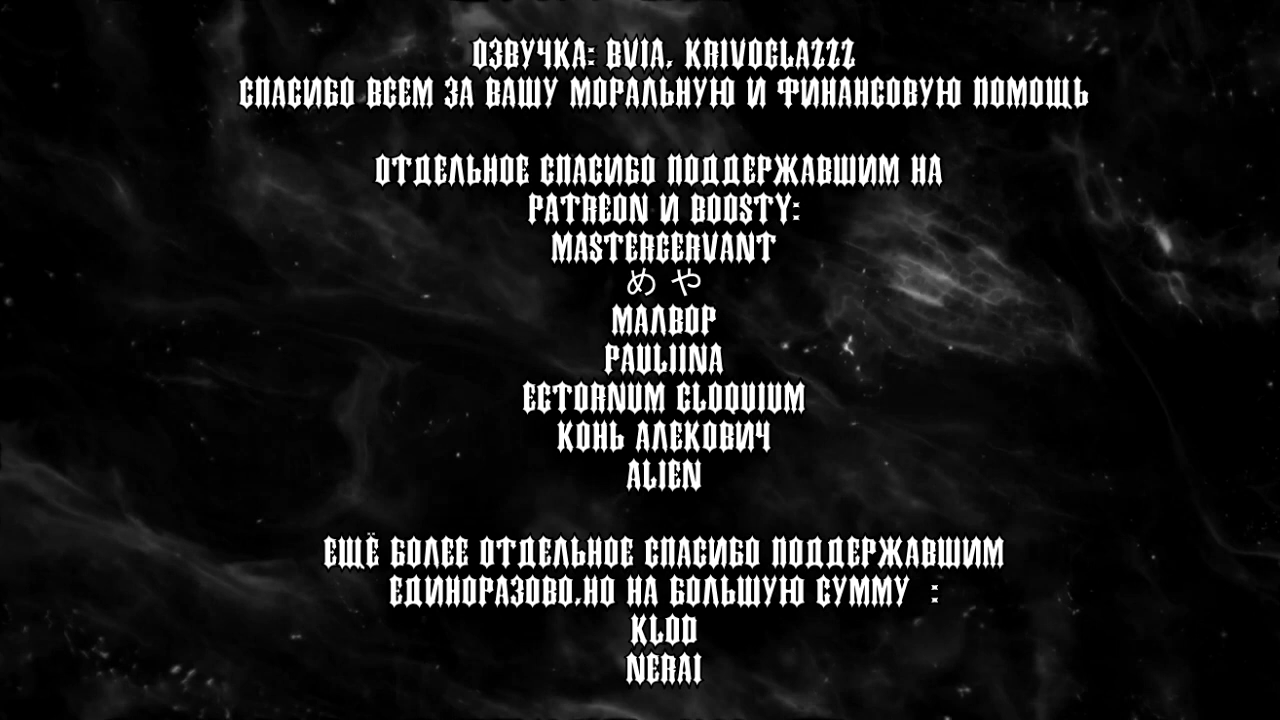 ОЗВУЧКА: BVIA, KRIVOGLAZZZ
СПАСИБО ВСЕМ ЗА ВАШУ МОРАЛЬНУЮ И ФИНАНСОВУЮ ПОМОЩЬ
ОТДЕЛЬНОЕ СПАСИБО ПОДДЕРЖАВШИМ НА
PATREON И BOOSTY:
MASTERGERVANT
め や
МАЛВОР
PAULIINA
ECTORNUM CLOQUIUM
КОНЬ АЛЕКОВИЧ
ALIEN
ЕЩЁ БОЛЕЕ ОТДЕЛЬНОЕ СПАСИБО ПОДДЕРЖАВШИМ
ЕДИНОРАЗОВО,НО НА БОЛЬШУЮ СУММУ :
KLOD
NERAI